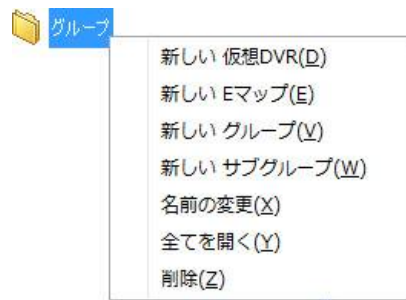 グループ
新しい 仮想DVR(D)
新しい Eマップ(E)
新しい グループ(V)
新しい サブグループ(W)
名前の変更(X)
全てを開く(Y)
削除(Z)